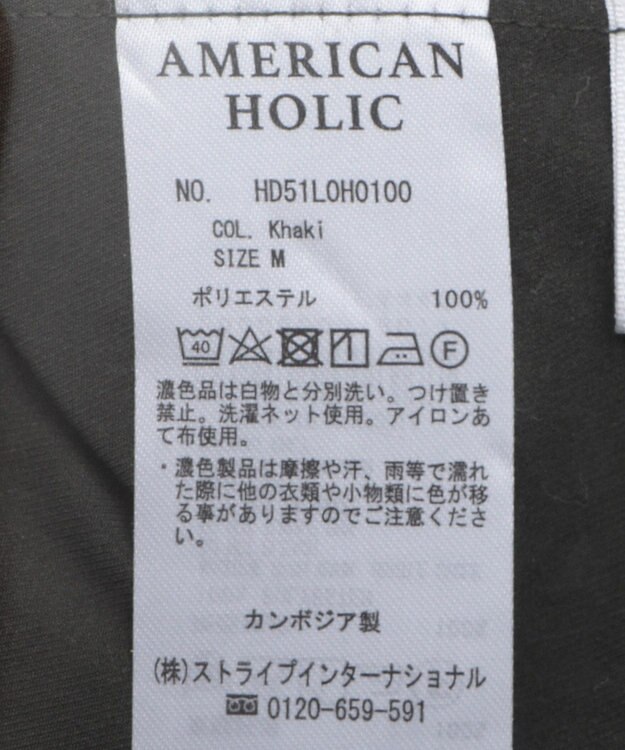 AMERICAN
HOLIC
NO. HD51L0H0100
COL. Khaki
SIZE M
ポリエステル 100%
40 F
濃色品は白物と分別洗い。つけ置き
禁止。洗濯ネット使用。アイロンあ
て布使用。
・濃色製品は摩擦や汗、雨等で濡れ
た際に他の衣類や小物類に色が移
る事がありますのでご注意くださ
い。
カンボジア製
(株)ストライプインターナショナル
0120-659-591